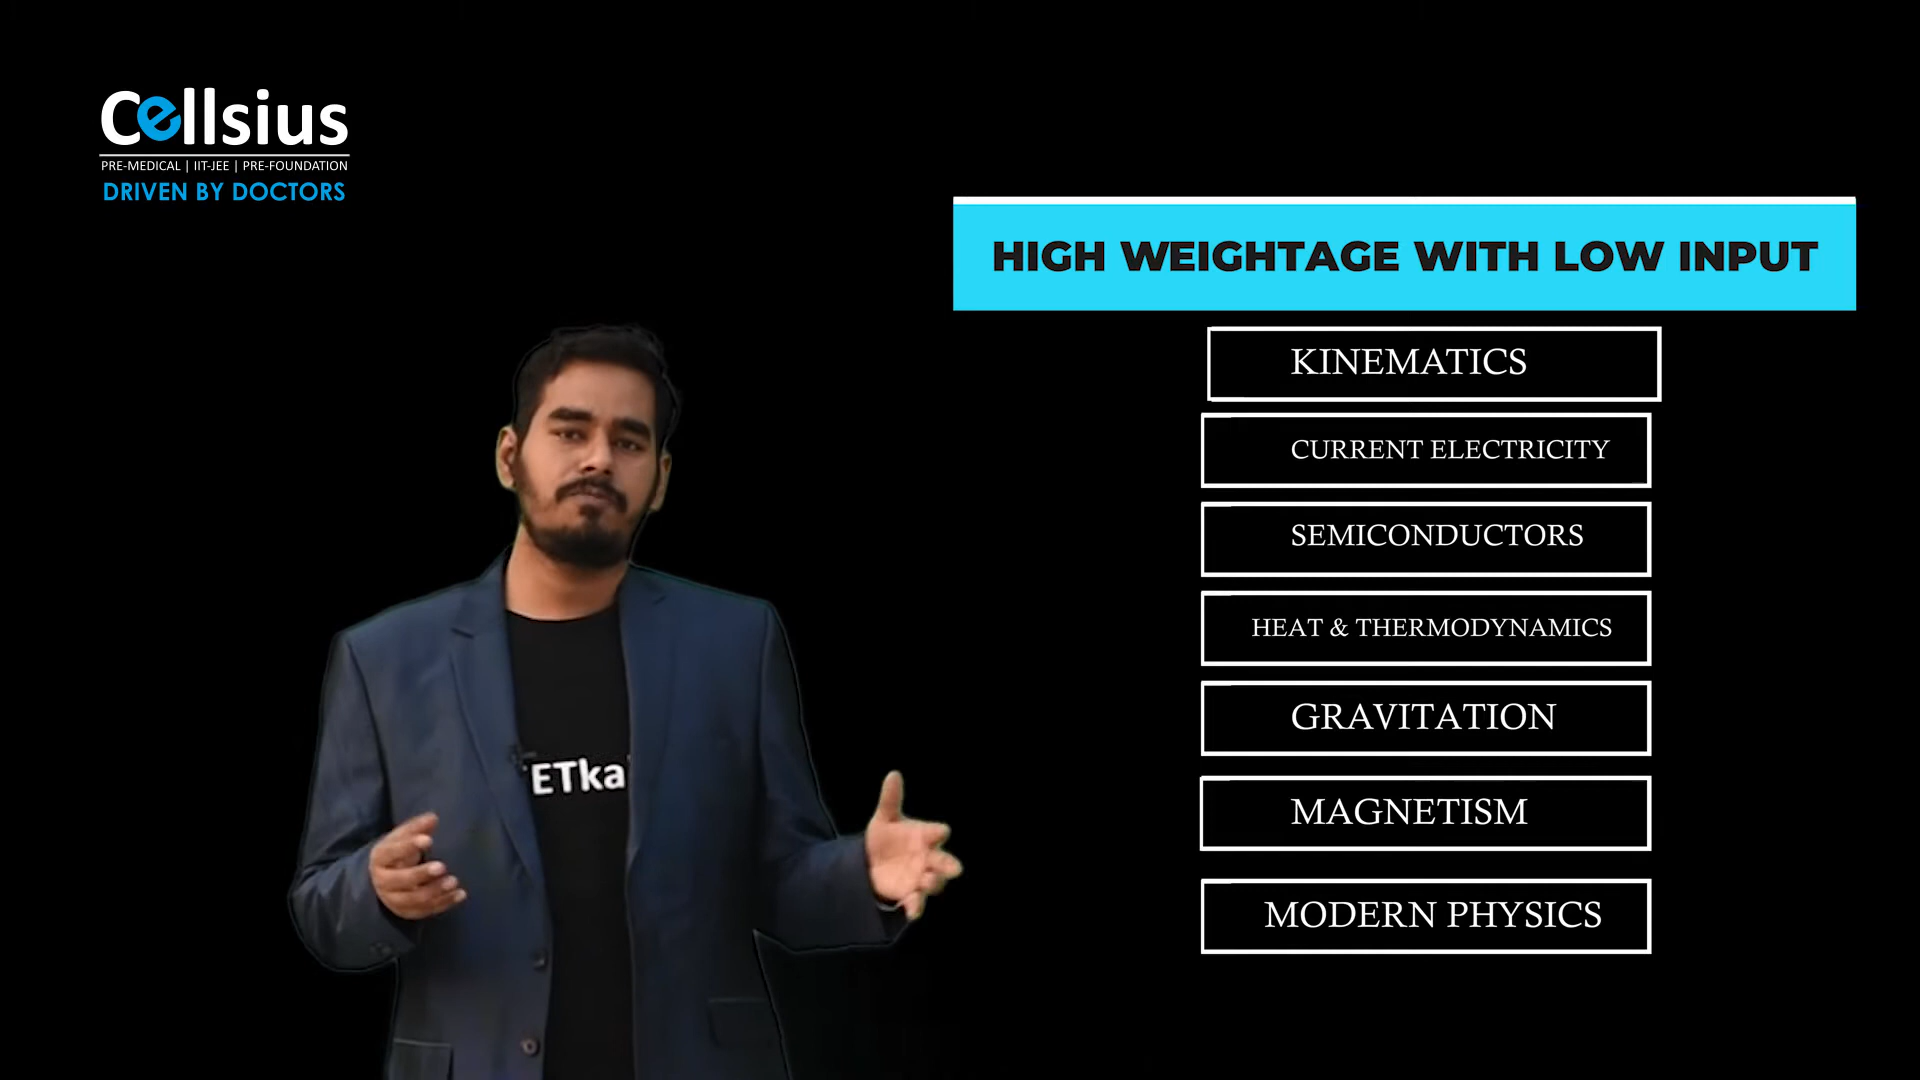 Cellsius
PRE-MEDICAL | IIT-JEE | PRE-FOUNDATION
DRIVEN BY DOCTORS
HIGH WEIGHTAGE WITH LOW INPUT
KINEMATICS
CURRENT ELECTRICITY
SEMICONDUCTORS
HEAT & THERMODYNAMICS
GRAVITATION
MAGNETISM
MODERN PHYSICS
ETka